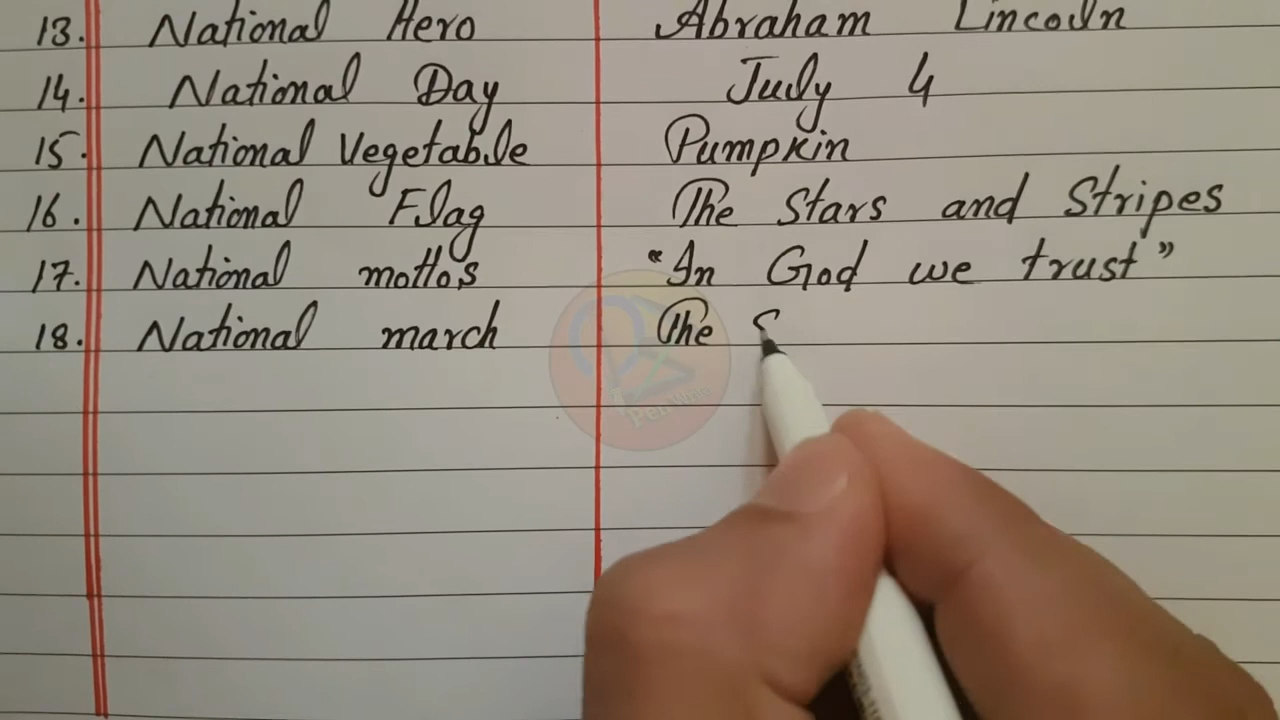 13. National Hero Abraham Lincoln
14. National Day July 4
15. National Vegetable Pumpkin
16. National Flag The Stars and Stripes
17. National mottos "In God we trust"
18. National march The S